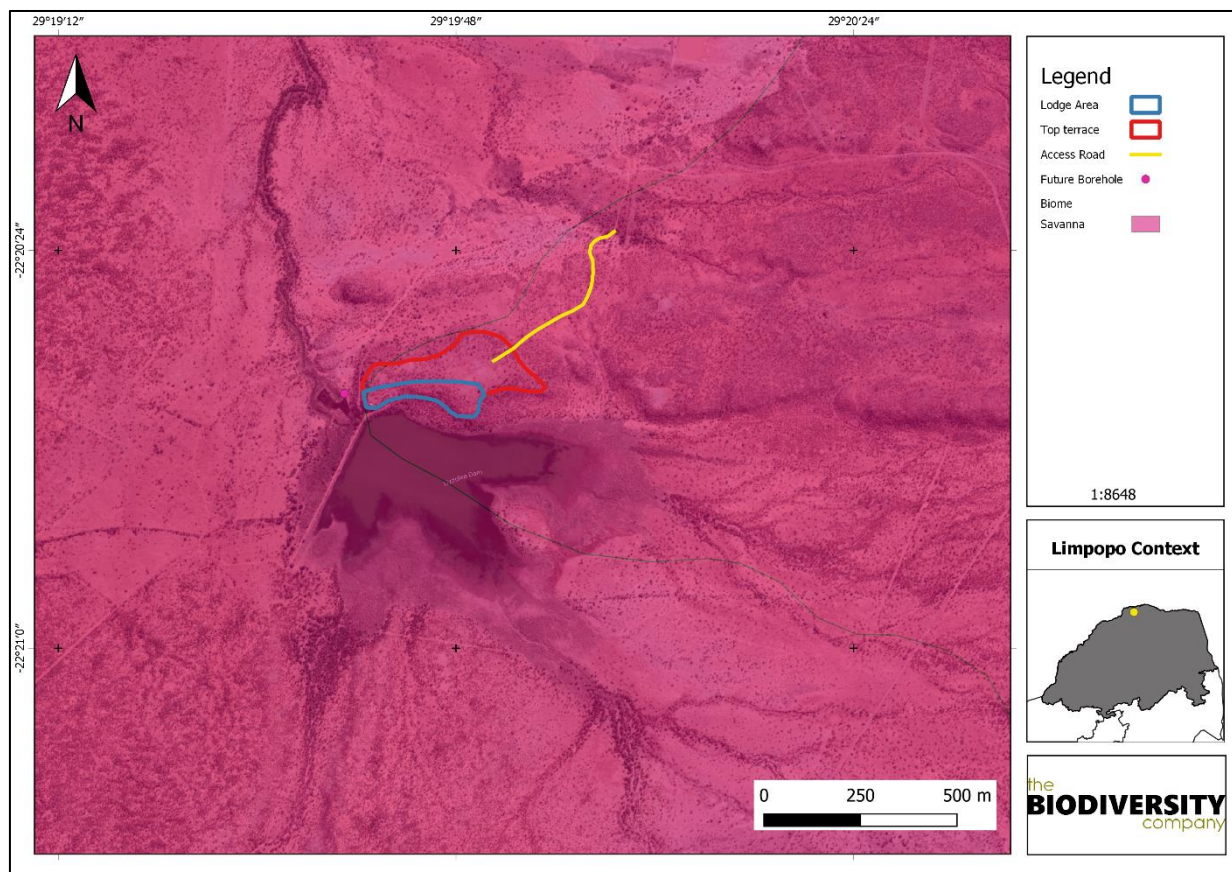 29°19′12″
29°19′48″
29°20′24″
-22°20′24″
-22°21′0″
N
Dam
0 250 500 m
Legend
Lodge Area
Top terrace
Access Road
Future Borehole
Biome
Savanna
1:8648
Limpopo Context
the
BIODIVERSITY
company